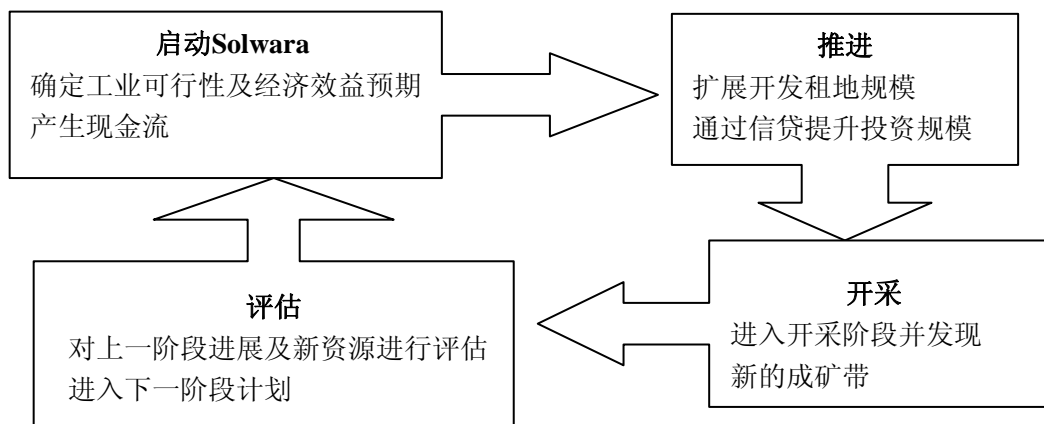 启动Solwara
确定工业可行性及经济效益预期
产生现金流
推进
扩展开发租地规模
通过信贷提升投资规模
开采
进入开采阶段并发现
新的成矿带
评估
对上一阶段进展及新资源进行评估
进入下一阶段计划